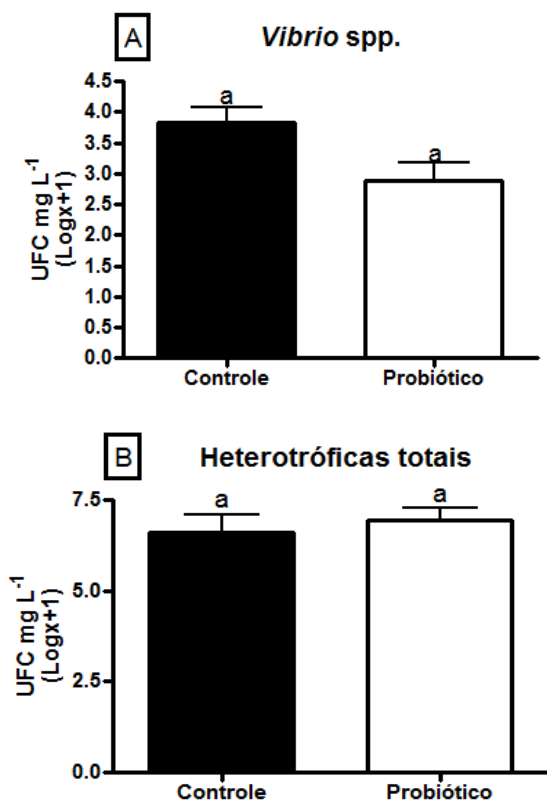 A
Vibrio spp.
UFC mg L⁻¹
(Logx+1)
4.5
4.0
3.5
3.0
2.5
2.0
1.5
1.0
0.5
0.0
a
a
Controle
Probiótico
B
Heterotróficas totais
UFC mg L⁻¹
(Logx+1)
7.5
5.0
2.5
0.0
a
a
Controle
Probiótico